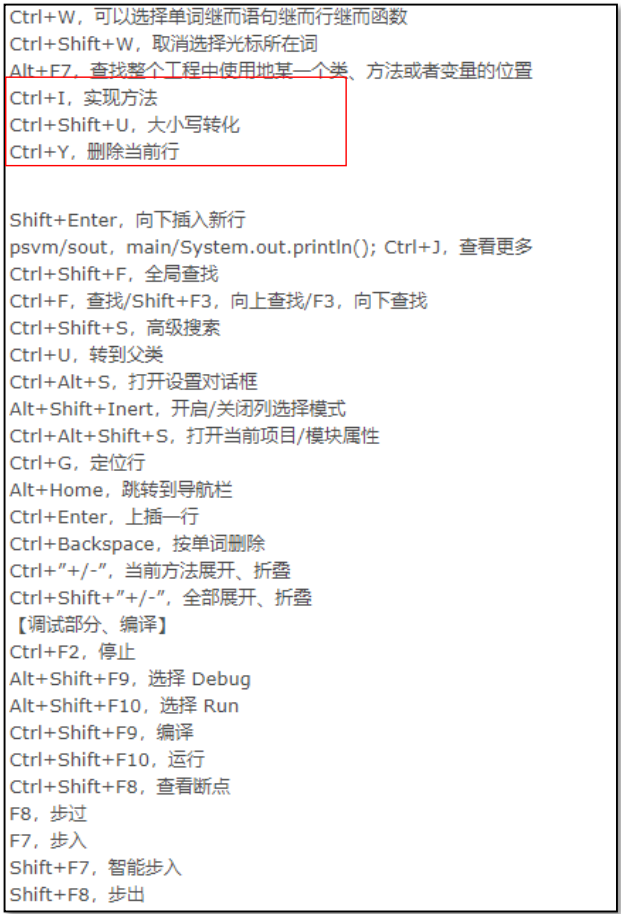 Ctrl+W，可以选择单词继而语句继而行继而函数
Ctrl+Shift+W，取消选择光标所在词
Alt+F7，查找整个工程中使用地某一个类、方法或者变量的位置
Ctrl+I，实现方法
Ctrl+Shift+U，大小写转化
Ctrl+Y，删除当前行
Shift+Enter，向下插入新行
psvm/sout，main/System.out.println(); Ctrl+J，查看更多
Ctrl+Shift+F，全局查找
Ctrl+F，查找/Shift+F3，向上查找/F3，向下查找
Ctrl+Shift+S，高级搜索
Ctrl+U，转到父类
Ctrl+Alt+S，打开设置对话框
Alt+Shift+Inert，开启/关闭列选择模式
Ctrl+Alt+Shift+S，打开当前项目/模块属性
Ctrl+G，定位行
Alt+Home，跳转到导航栏
Ctrl+Enter，上插一行
Ctrl+Backspace，按单词删除
Ctrl+”+/-”，当前方法展开、折叠
Ctrl+Shift+”+/-”，全部展开、折叠
【调试部分、编译】
Ctrl+F2，停止
Alt+Shift+F9，选择 Debug
Alt+Shift+F10，选择 Run
Ctrl+Shift+F9，编译
Ctrl+Shift+F10，运行
Ctrl+Shift+F8，查看断点
F8，步过
F7，步入
Shift+F7，智能步入
Shift+F8，步出